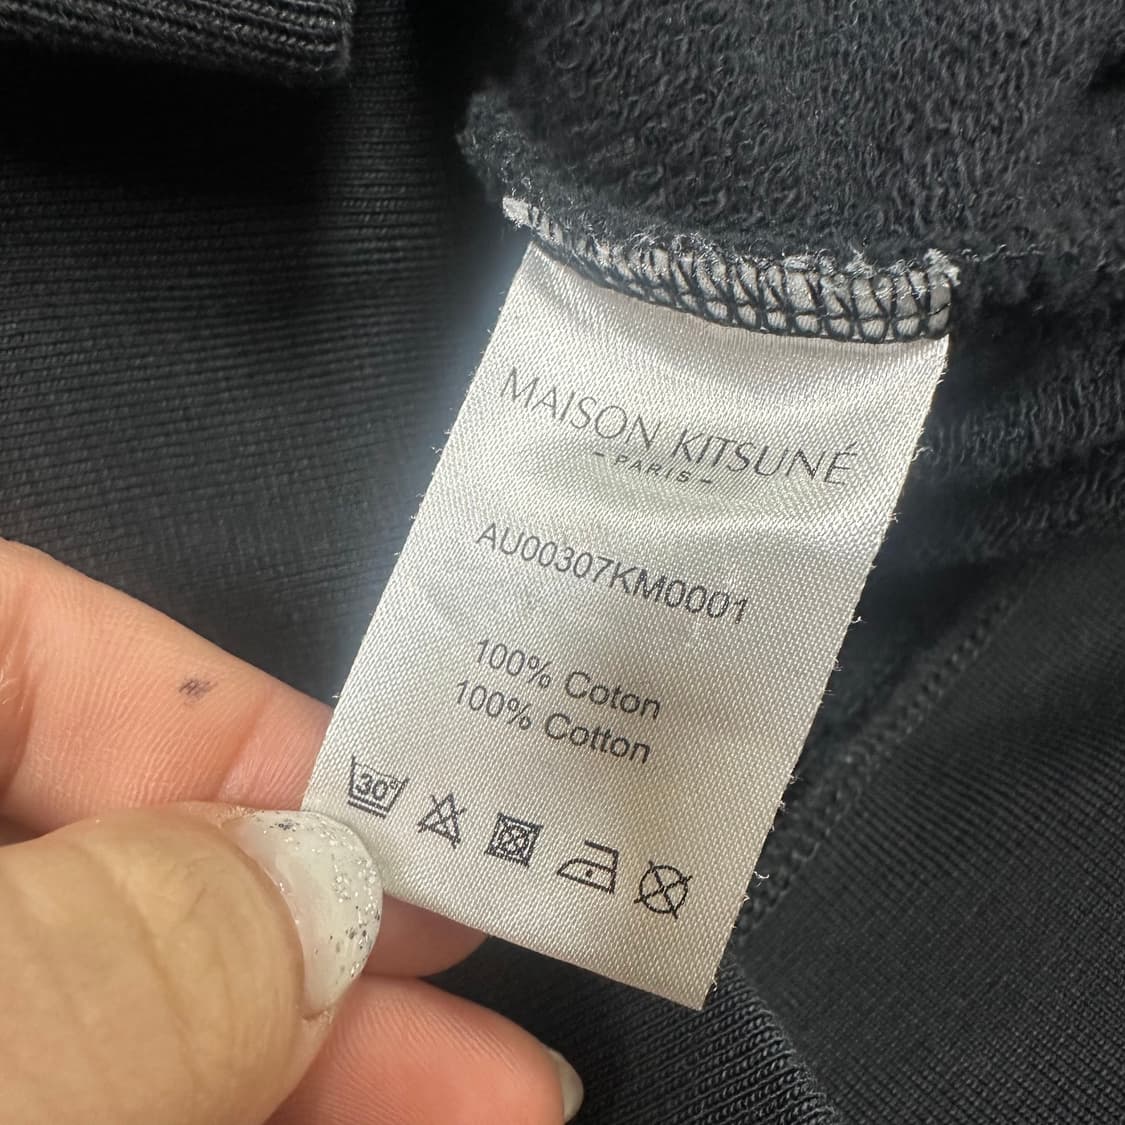 MAISON KITSUNÉ
- PARIS -
AU00307KM0001
100% Coton
100% Cotton
30°